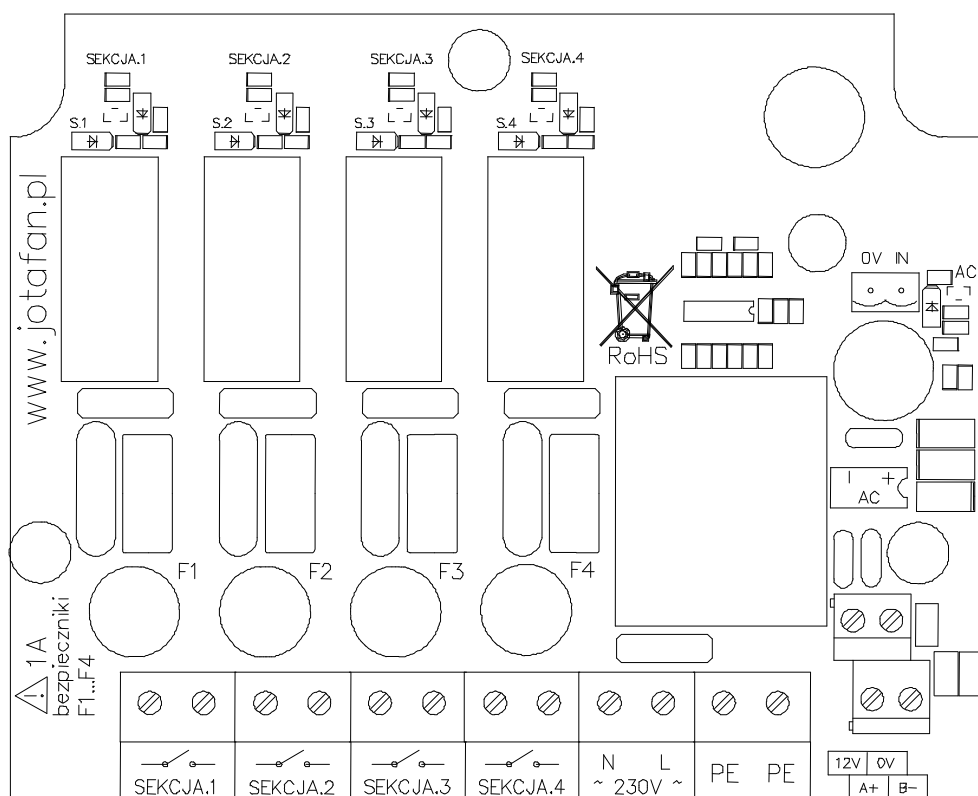 SEKCJA.1
SEKCJA.2
SEKCJA.3
SEKCJA.4
S.1
S.2
S.3
S.4
www.jotafan.pl
0V IN
AC
RoHS
- +
AC
F1
F2
F3
F4
1A
bezpieczniki
F1...F4
SEKCJA.1
SEKCJA.2
SEKCJA.3
SEKCJA.4
N L
~ 230V ~
PE PE
12V 0V
A+ B-